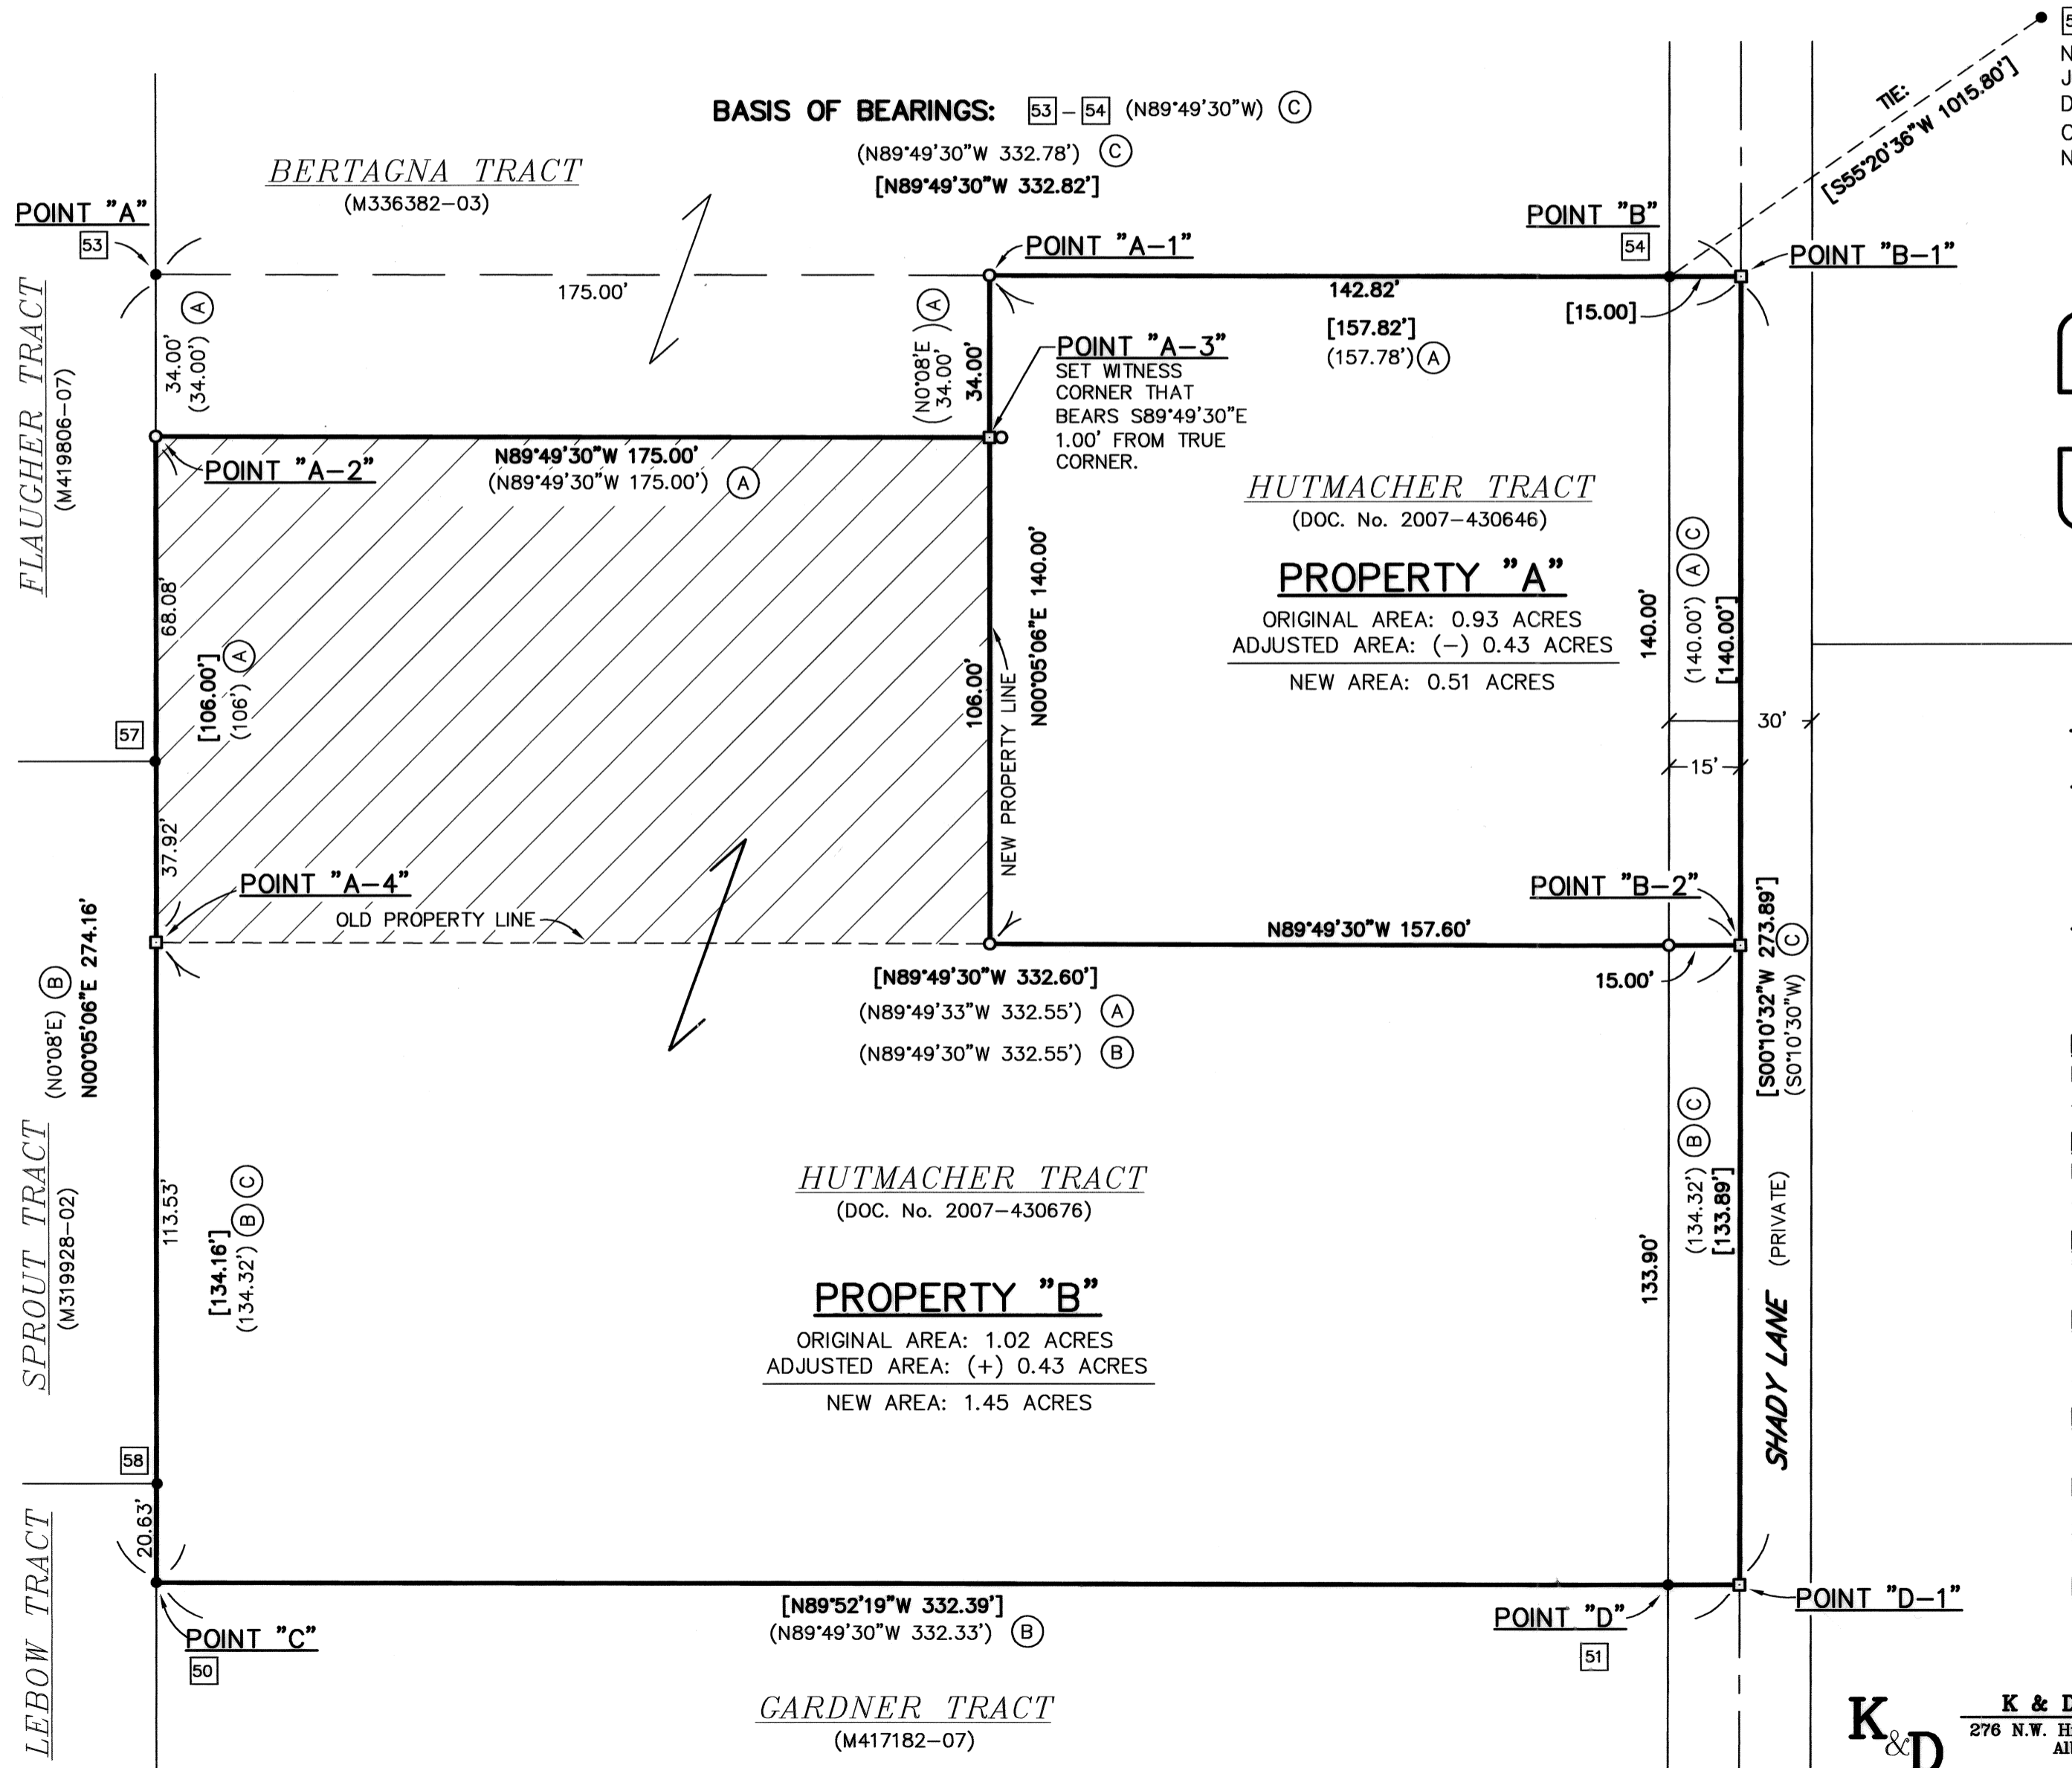 BASIS OF BEARINGS: 53 – 54 (N89°49'30"W) C
(N89°49'30"W 332.78') C
[N89°49'30"W 332.82']
TIE:
[S55°20'36"W 1015.80']
BERTAGNA TRACT
(M336382-03)
POINT "A"
53
POINT "A-1"
POINT "B"
54
POINT "B-1"
175.00'
142.82'
[157.82']
(157.78') A
[15.00]
34.00'
(34.00') A
(N0°08'E) A
34.00'
34.00'
POINT "A-3"
SET WITNESS
CORNER THAT
BEARS S89°49'30"E
1.00' FROM TRUE
CORNER.
FLAUGHER TRACT
(M419806-07)
POINT "A-2"
N89°49'30"W 175.00'
(N89°49'30"W 175.00') A
HUTMACHER TRACT
(DOC. No. 2007-430646)
PROPERTY "A"
ORIGINAL AREA: 0.93 ACRES
ADJUSTED AREA: (-) 0.43 ACRES
NEW AREA: 0.51 ACRES
68.08'
[106.00']
(106') A
57
37.92'
106.00'
NEW PROPERTY LINE
N00°05'06"E 140.00'
140.00'
(140.00') A C
[140.00']
30'
15'
POINT "A-4"
OLD PROPERTY LINE
POINT "B-2"
N89°49'30"W 157.60'
15.00'
[N89°49'30"W 332.60']
(N89°49'33"W 332.55') A
(N89°49'30"W 332.55') B
(N0°08'E) B
N00°05'06"E 274.16'
[S00°10'32"W 273.89']
(S0°10'30"W) C
SPROUT TRACT
(M319928-02)
113.53'
[134.16']
(134.32') B C
HUTMACHER TRACT
(DOC. No. 2007-430676)
PROPERTY "B"
ORIGINAL AREA: 1.02 ACRES
ADJUSTED AREA: (+) 0.43 ACRES
NEW AREA: 1.45 ACRES
133.90'
(134.32') B C
[133.89']
SHADY LANE (PRIVATE)
58
20.63'
LEBOW TRACT
POINT "C"
50
[N89°52'19"W 332.39']
(N89°49'30"W 332.33') B
POINT "D"
51
POINT "D-1"
GARDNER TRACT
(M417182-07)
K&D
K & D
276 N.W.